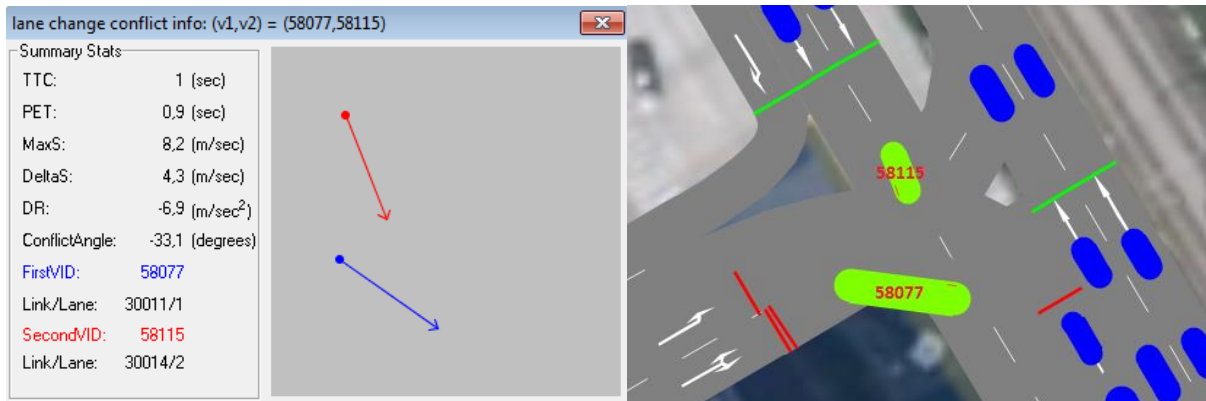 lane change conflict info: (v1,v2) = (58077,58115)
Summary Stats
TTC: 1 (sec)
PET: 0,9 (sec)
MaxS: 8,2 (m/sec)
DeltaS: 4,3 (m/sec)
DR: -6,9 (m/sec²)
ConflictAngle: -33,1 (degrees)
FirstVID: 58077
Link/Lane: 30011/1
SecondVID: 58115
Link/Lane: 30014/2
58115
58077